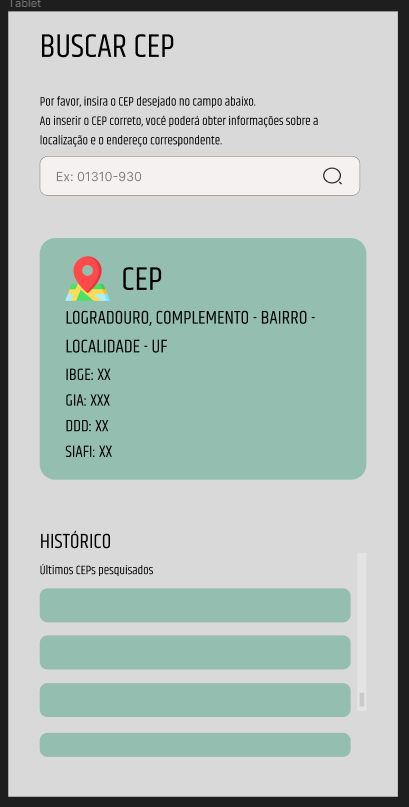 Tablet
BUSCAR CEP
Por favor, insira o CEP desejado no campo abaixo.
Ao inserir o CEP correto, você poderá obter informações sobre a
localização e o endereço correspondente.
Ex: 01310-930
CEP
LOGRADOURO, COMPLEMENTO - BAIRRO -
LOCALIDADE - UF
IBGE: XX
GIA: XXX
DDD: XX
SIAFI: XX
HISTÓRICO
Últimos CEPs pesquisados